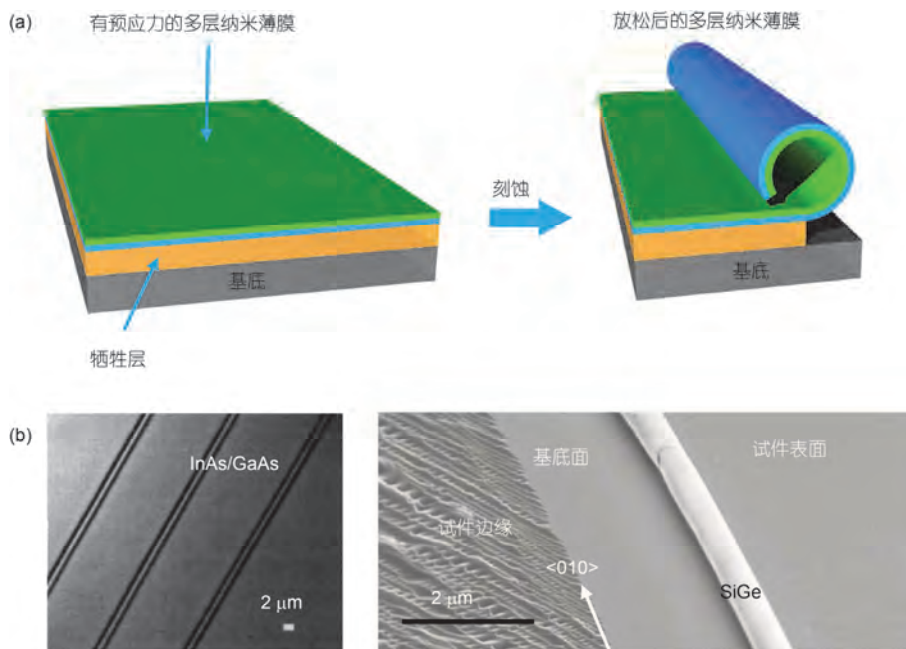 (a)
有预应力的多层纳米薄膜
放松后的多层纳米薄膜
刻蚀
基底
基底
牺牲层
(b)
InAs/GaAs
2 μm
基底面
试件表面
试件边缘
<010>
2 μm
SiGe